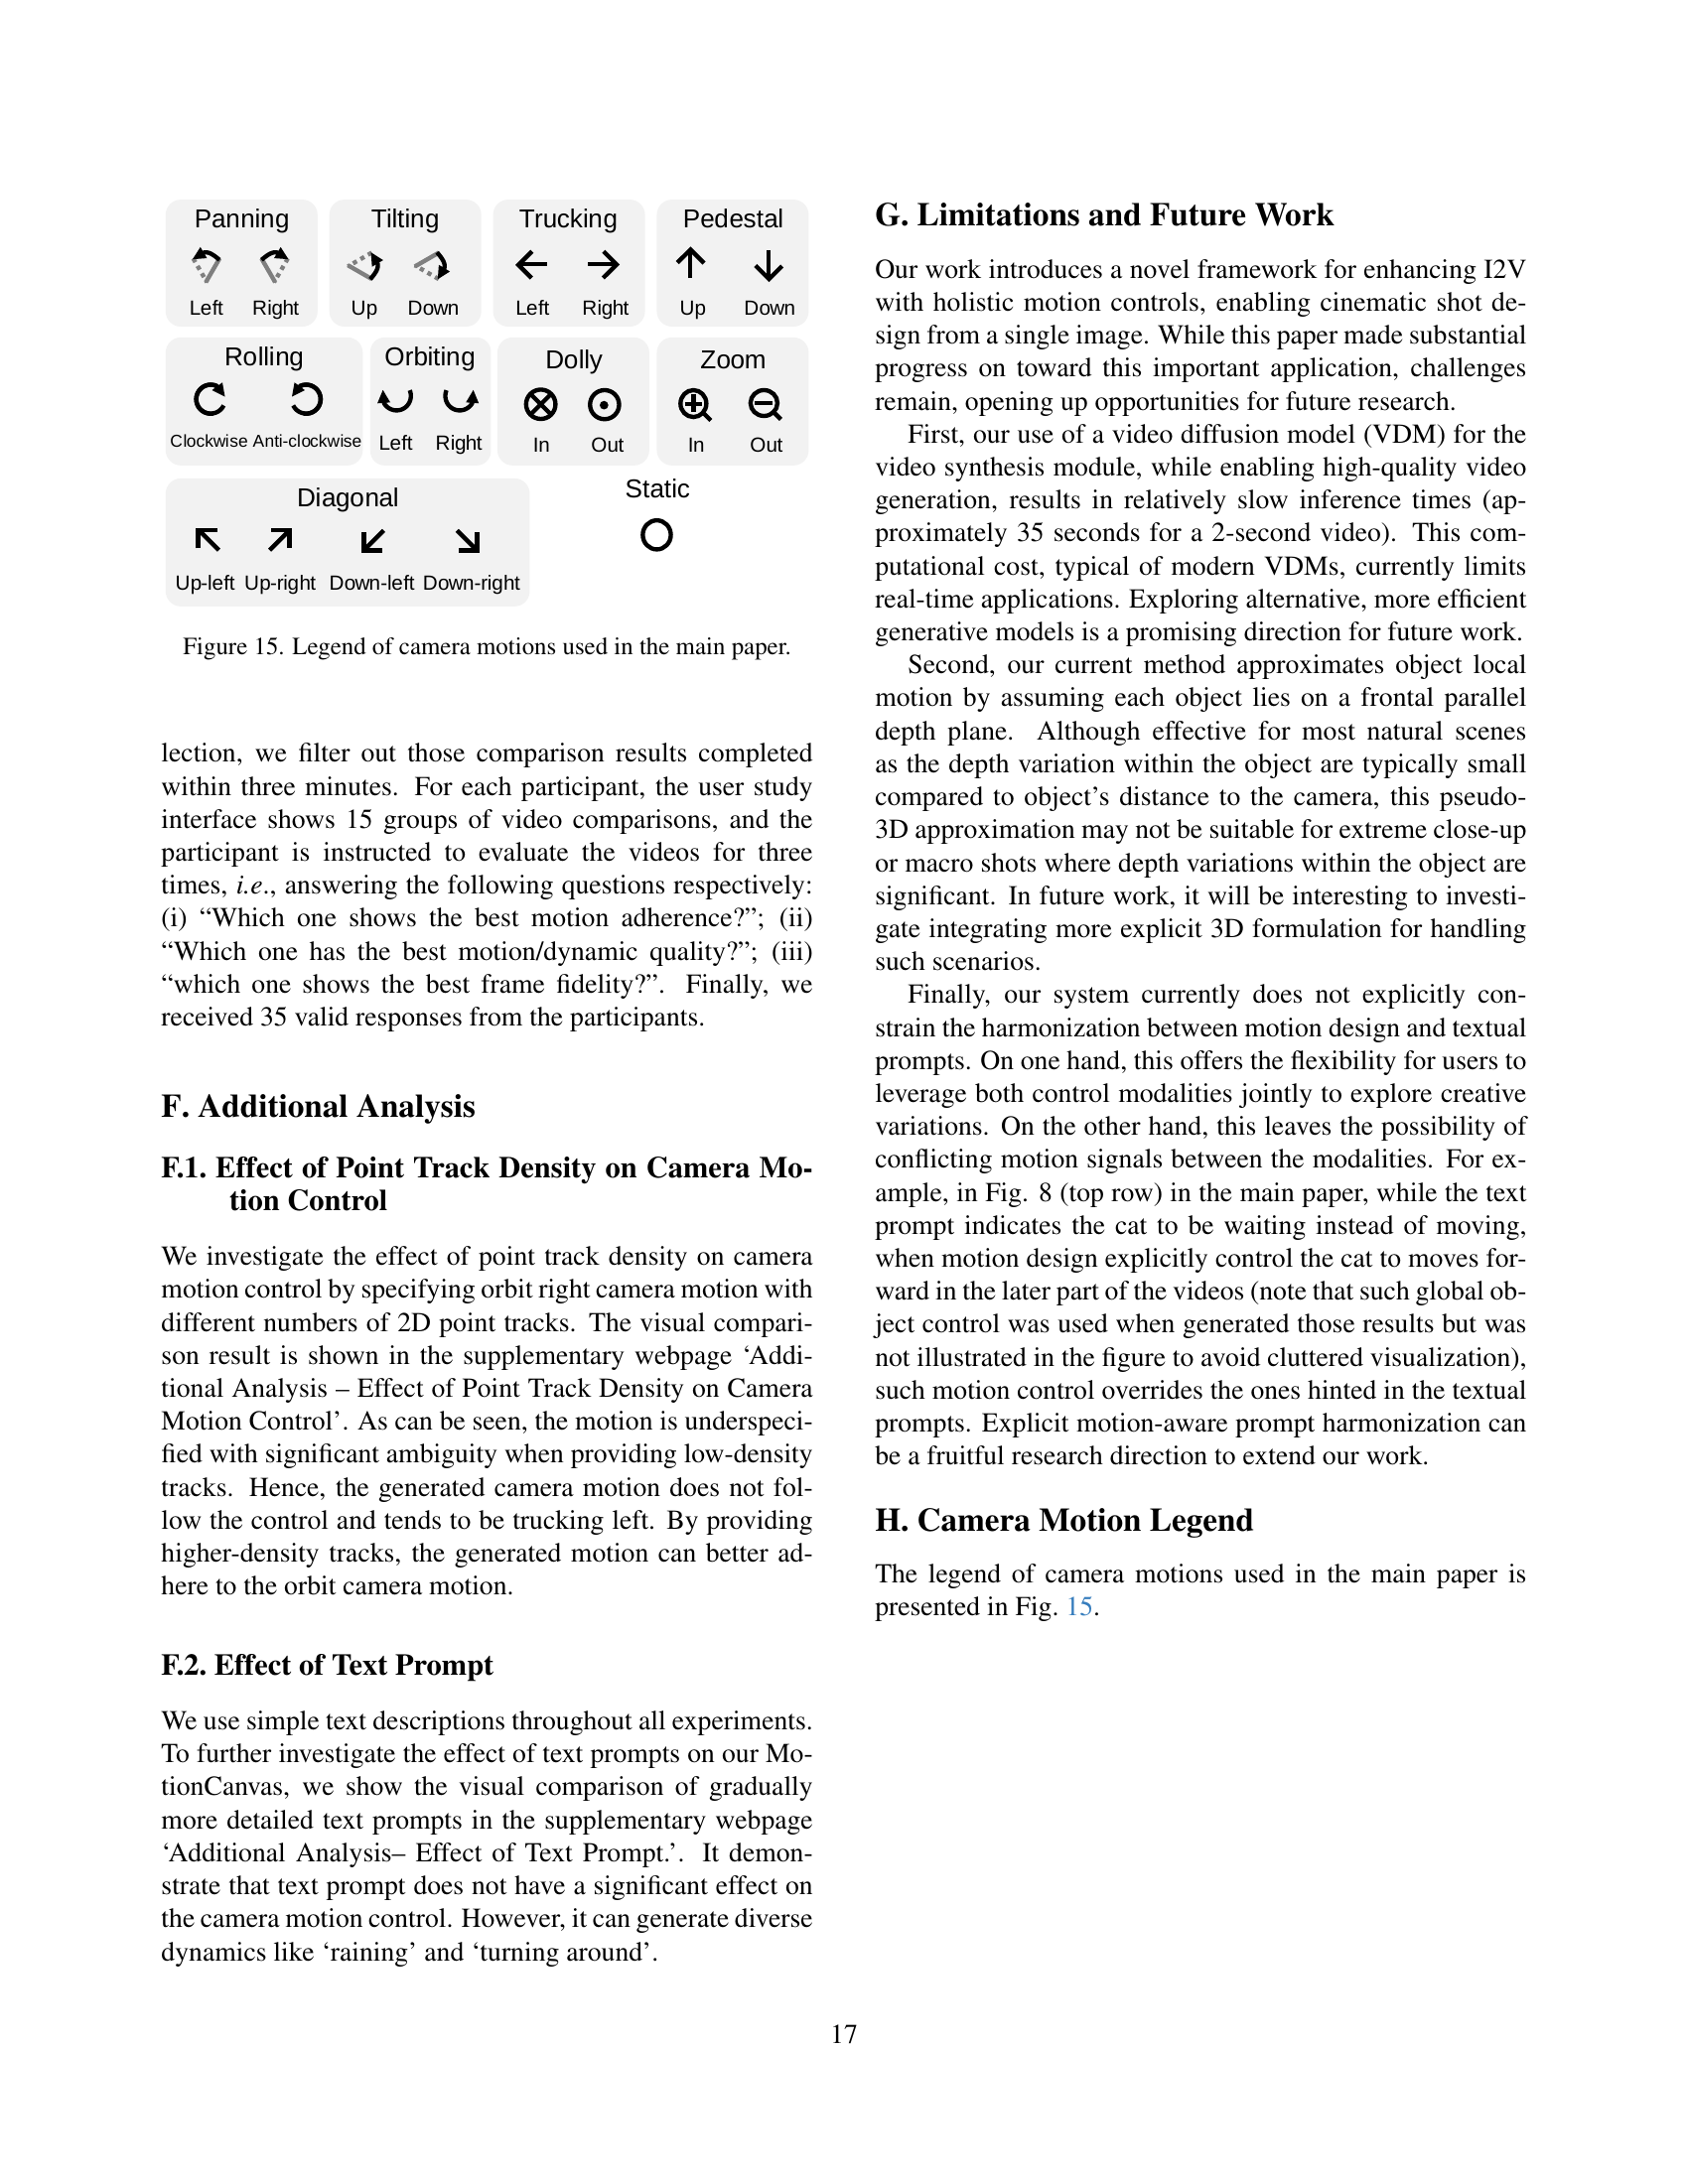 Panning
Left Right
Tilting
Up Down
Trucking
Left Right
Pedestal
Up Down
Rolling
Clockwise Anti-clockwise
Orbiting
Left Right
Dolly
In Out
Zoom
In Out
Diagonal
Up-left Up-right Down-left Down-right
Static
Figure 15. Legend of camera motions used in the main paper.
lection, we filter out those comparison results completed
within three minutes. For each participant, the user study
interface shows 15 groups of video comparisons, and the
participant is instructed to evaluate the videos for three
times, i.e., answering the following questions respectively:
(i) “Which one shows the best motion adherence?”; (ii)
“Which one has the best motion/dynamic quality?”; (iii)
“which one shows the best frame fidelity?”. Finally, we
received 35 valid responses from the participants.
F. Additional Analysis
F.1. Effect of Point Track Density on Camera Mo-
tion Control
We investigate the effect of point track density on camera
motion control by specifying orbit right camera motion with
different numbers of 2D point tracks. The visual compari-
son result is shown in the supplementary webpage ‘Addi-
tional Analysis – Effect of Point Track Density on Camera
Motion Control’. As can be seen, the motion is underspeci-
fied with significant ambiguity when providing low-density
tracks. Hence, the generated camera motion does not fol-
low the control and tends to be trucking left. By providing
higher-density tracks, the generated motion can better ad-
here to the orbit camera motion.
F.2. Effect of Text Prompt
We use simple text descriptions throughout all experiments.
To further investigate the effect of text prompts on our Mo-
tionCanvas, we show the visual comparison of gradually
more detailed text prompts in the supplementary webpage
‘Additional Analysis– Effect of Text Prompt.’. It demon-
strate that text prompt does not have a significant effect on
the camera motion control. However, it can generate diverse
dynamics like ‘raining’ and ‘turning around’.
G. Limitations and Future Work
Our work introduces a novel framework for enhancing I2V
with holistic motion controls, enabling cinematic shot de-
sign from a single image. While this paper made substantial
progress on toward this important application, challenges
remain, opening up opportunities for future research.
First, our use of a video diffusion model (VDM) for the
video synthesis module, while enabling high-quality video
generation, results in relatively slow inference times (ap-
proximately 35 seconds for a 2-second video). This com-
putational cost, typical of modern VDMs, currently limits
real-time applications. Exploring alternative, more efficient
generative models is a promising direction for future work.
Second, our current method approximates object local
motion by assuming each object lies on a frontal parallel
depth plane. Although effective for most natural scenes
as the depth variation within the object are typically small
compared to object’s distance to the camera, this pseudo-
3D approximation may not be suitable for extreme close-up
or macro shots where depth variations within the object are
significant. In future work, it will be interesting to investi-
gate integrating more explicit 3D formulation for handling
such scenarios.
Finally, our system currently does not explicitly con-
strain the harmonization between motion design and textual
prompts. On one hand, this offers the flexibility for users to
leverage both control modalities jointly to explore creative
variations. On the other hand, this leaves the possibility of
conflicting motion signals between the modalities. For ex-
ample, in Fig. 8 (top row) in the main paper, while the text
prompt indicates the cat to be waiting instead of moving,
when motion design explicitly control the cat to moves for-
ward in the later part of the videos (note that such global ob-
ject control was used when generated those results but was
not illustrated in the figure to avoid cluttered visualization),
such motion control overrides the ones hinted in the textual
prompts. Explicit motion-aware prompt harmonization can
be a fruitful research direction to extend our work.
H. Camera Motion Legend
The legend of camera motions used in the main paper is
presented in Fig. 15.
17